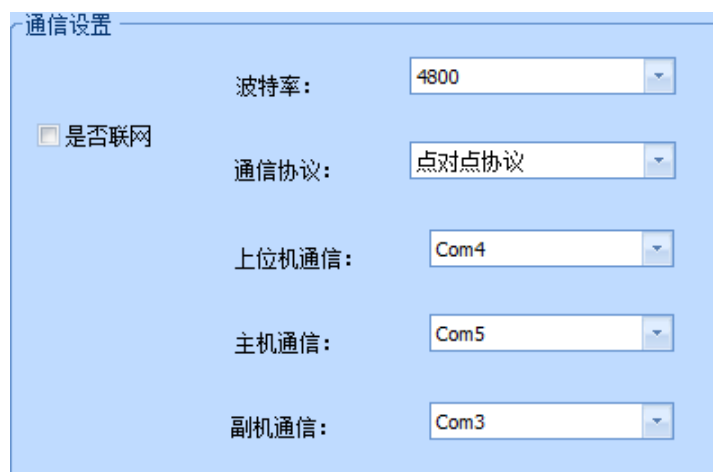 通信设置
波特率： 4800
是否联网
通信协议： 点对点协议
上位机通信： Com4
主机通信： Com5
副机通信： Com3